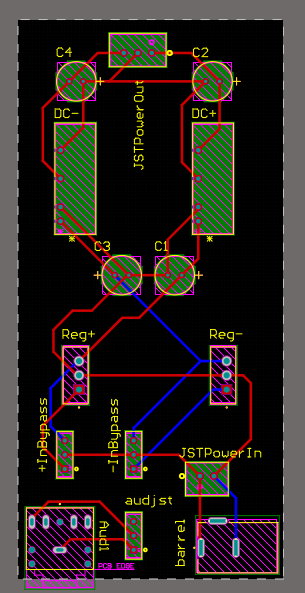 C4
C2
JSTPowerOut
DC-
DC+
*
*
C3
C1
Reg+
Reg-
+InBypass
-InBypass
JSTPowerIn
audjst
Aud1
barrel
PCB EDGE